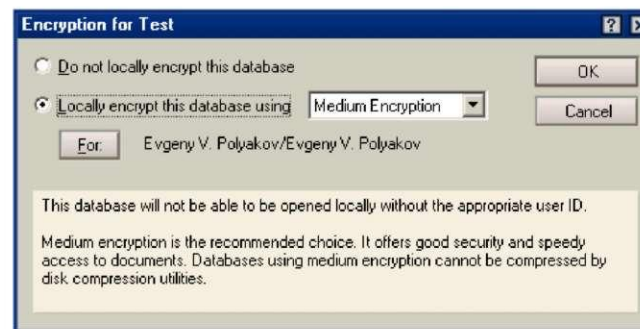 Encryption for Test
Do not locally encrypt this database
OK
Locally encrypt this database using Medium Encryption
Cancel
For: Evgeny V. Polyakov/Evgeny V. Polyakov
This database will not be able to be opened locally without the appropriate user ID.
Medium encryption is the recommended choice. It offers good security and speedy
access to documents. Databases using medium encryption cannot be compressed by
disk compression utilities.